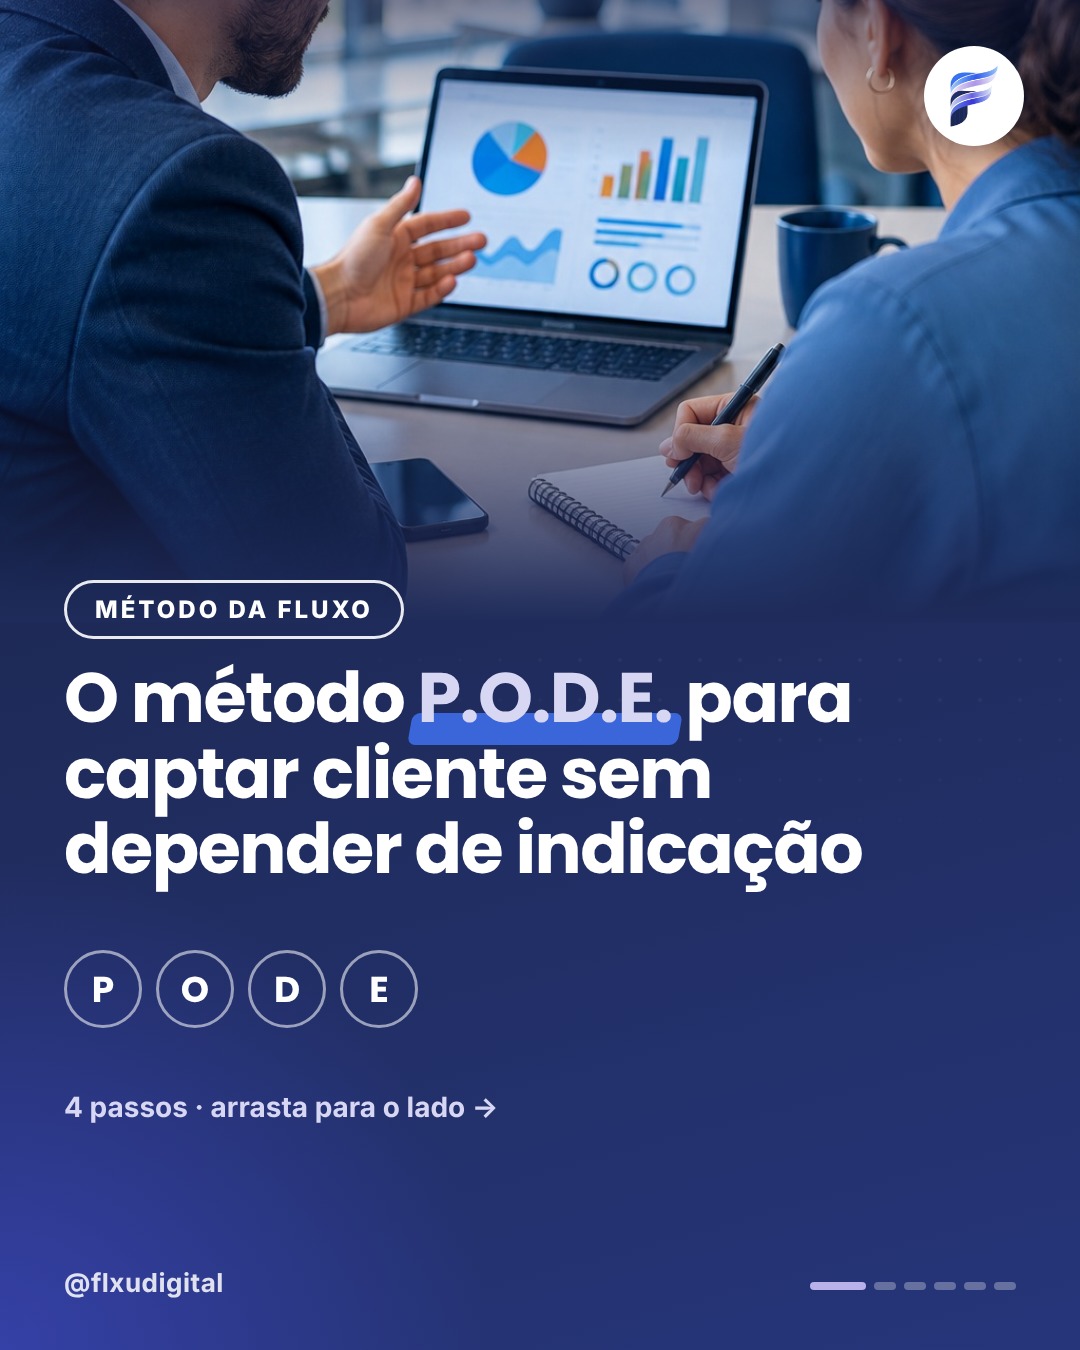 MÉTODO DA FLUXO
O método P.O.D.E. para
captar cliente sem
depender de indicação
P O D E
4 passos · arrasta para o lado →
@flxudigital